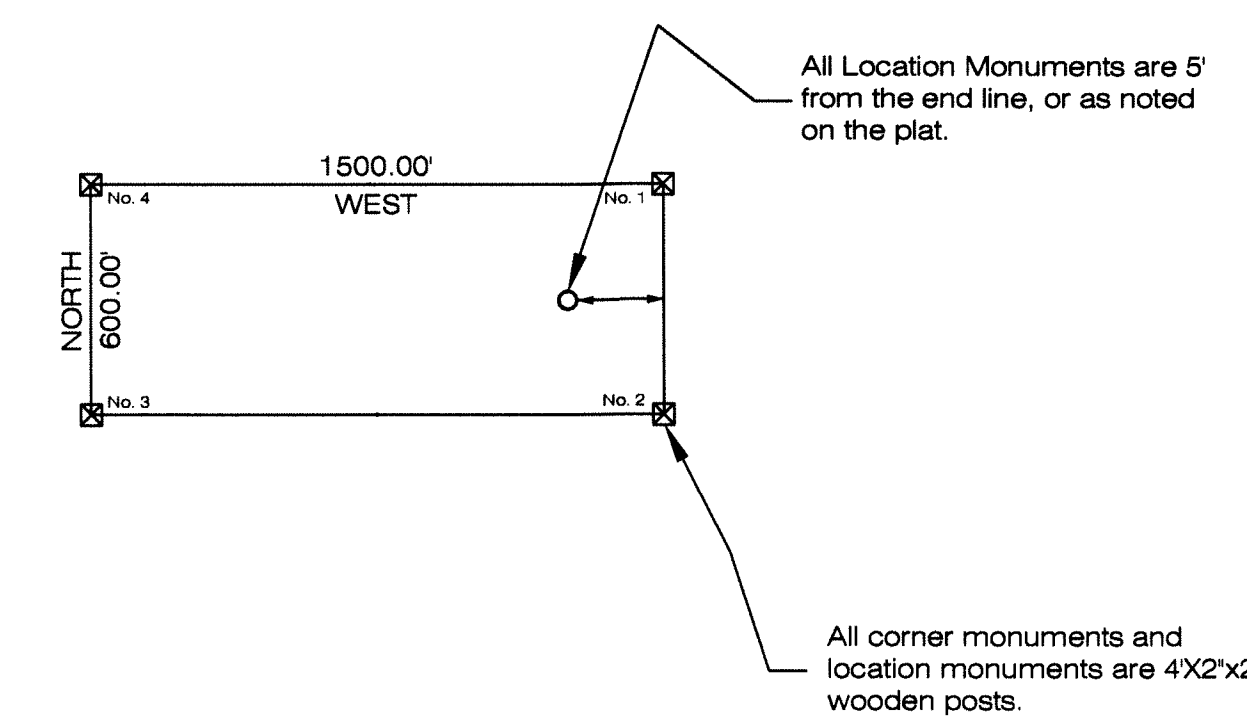 All Location Monuments are 5'
from the end line, or as noted
on the plat.
1500.00'
WEST
No. 4
No. 1
NORTH
600.00'
No. 3
No. 2
All corner monuments and
location monuments are 4'X2"x2
wooden posts.